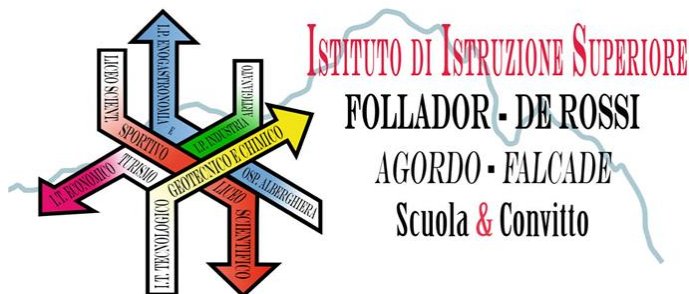 ISTITUTO DI ISTRUZIONE SUPERIORE
FOLLADOR - DE ROSSI
AGORDO - FALCADE
Scuola & Convitto
I.P. ENOGASTRONOMIA E
OSP. ALBERGHIERA
LICEO SCIENT.
SPORTIVO
I.P. INDUSTRIA ARTIGIANATO
I.T. ECONOMICO
TURISMO
I.T. TECNOLOGICO
GEOTECNICO E CHIMICO
LICEO
SCIENTIFICO